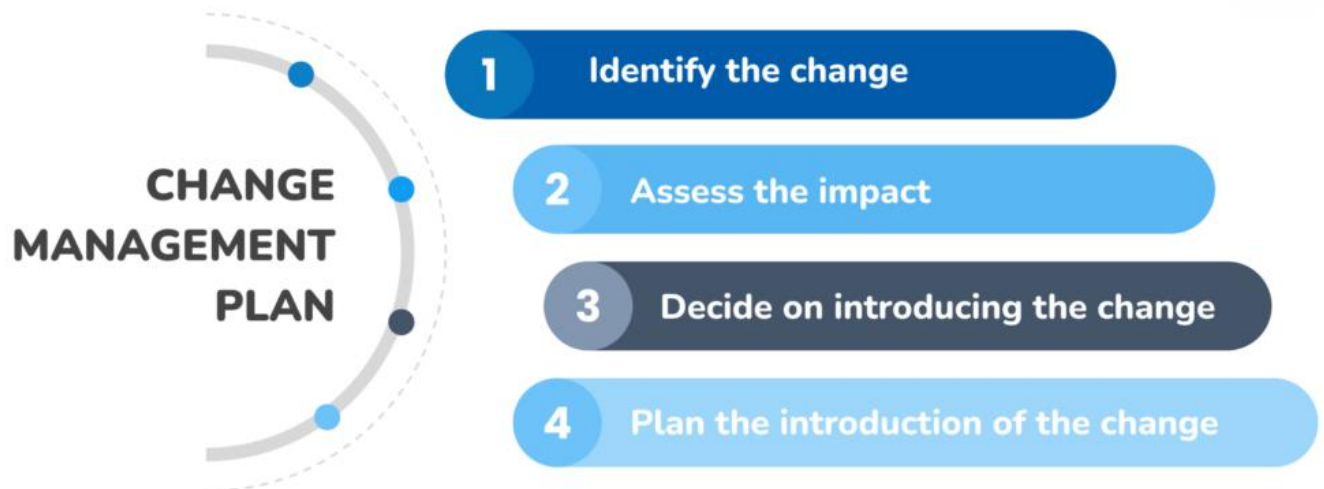 CHANGE
MANAGEMENT
PLAN
1 Identify the change
2 Assess the impact
3 Decide on introducing the change
4 Plan the introduction of the change